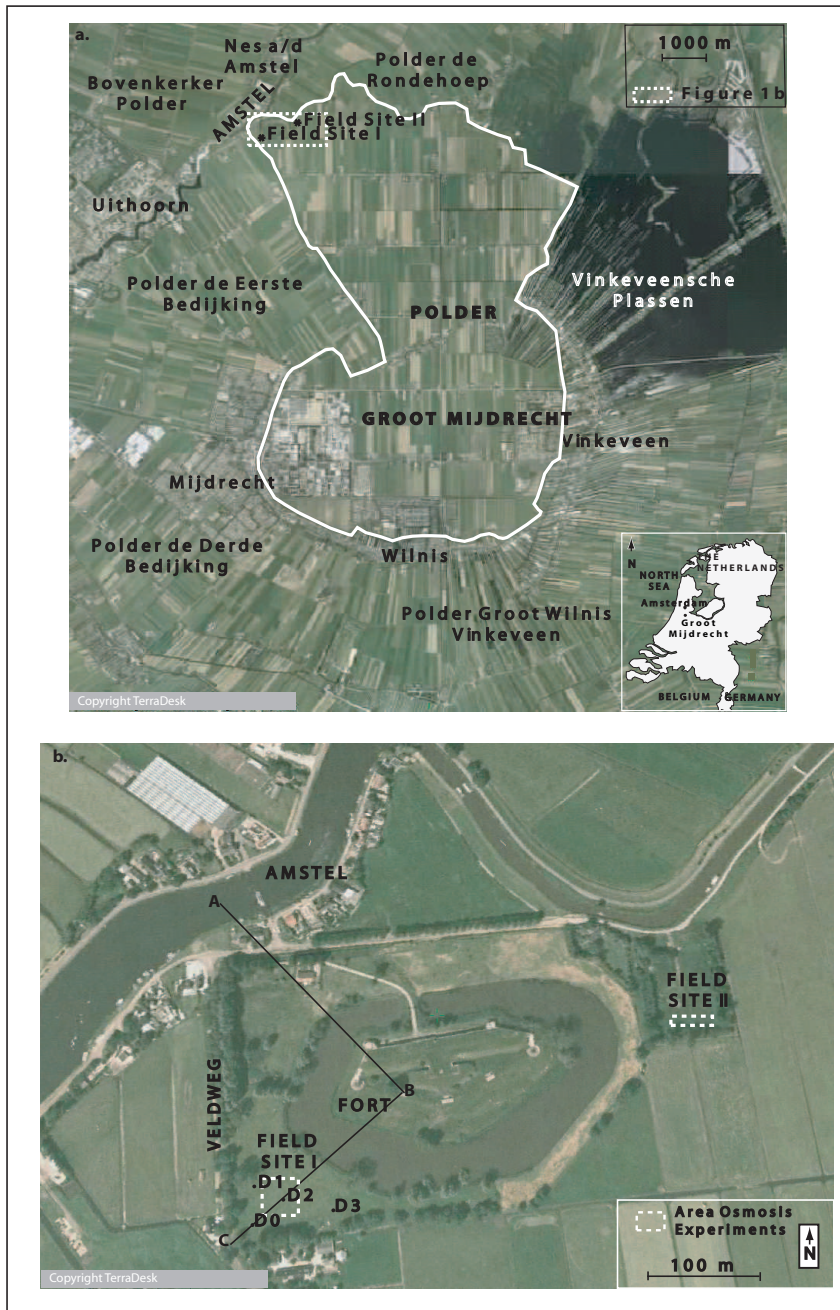 a.
Nes a/d
Amstel
Polder de
Rondehoep
1000 m
Figure 1b
Bovenkerker
Polder
AMSTEL
*Field Site II
*Field Site I
Uithoorn
Polder de Eerste
Bedijking
Vinkeveensche
Plassen
POLDER
GROOT MIJDRECHT
Vinkeveen
Mijdrecht
Polder de Derde
Bedijking
Wilnis
Polder Groot Wilnis
Vinkeveen
N
THE
NETHERLANDS
NORTH
SEA
Amsterdam
Groot
Mijdrecht
BELGIUM
GERMANY
Copyright TerraDesk
b.
AMSTEL
A
FIELD
SITE II
VELDWEG
B
FORT
FIELD
SITE I
.D1
.D2
.D3
.D0
C
Area Osmosis
Experiments
100 m
N
Copyright TerraDesk